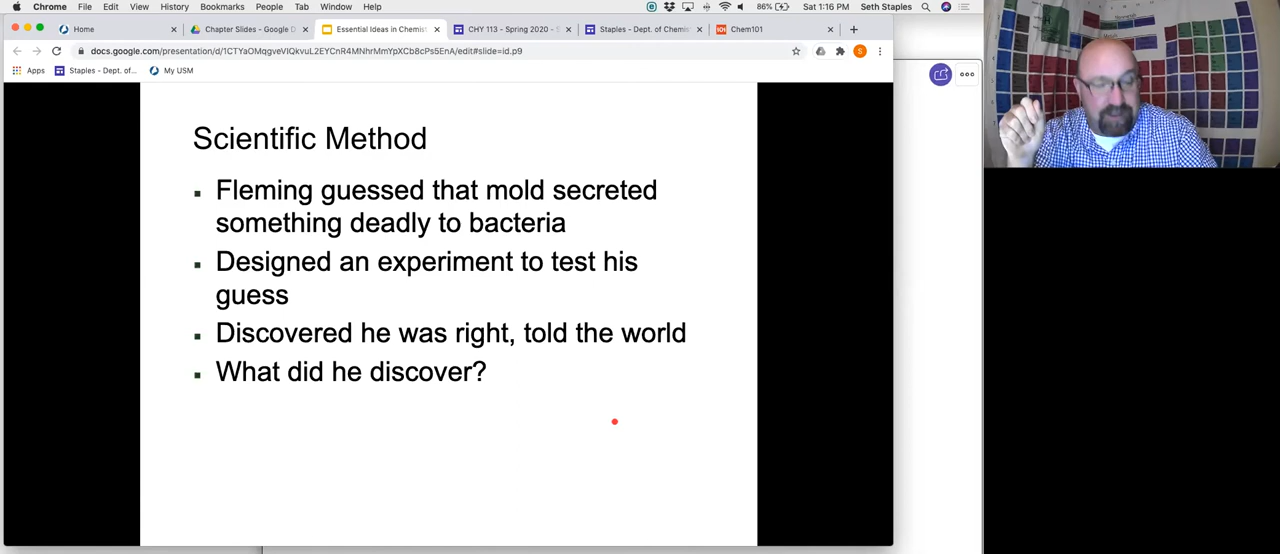 Chrome File Edit View History Bookmarks People Tab Window Help 86% Sat 1:16 PM Seth Staples
Home Chapter Slides - Google D Essential Ideas in Chemist CHY 113 - Spring 2020 - S Staples - Dept. of Chemist Chem101
docs.google.com/presentation/d/1CTYaOMqgveVIQkvuL2EYCnR4MNhrMmYpXCb8cPs5EnA/edit#slide=id.p9
Apps Staples - Dept. of... My USM
Scientific Method
Fleming guessed that mold secreted
something deadly to bacteria
Designed an experiment to test his
guess
Discovered he was right, told the world
What did he discover?